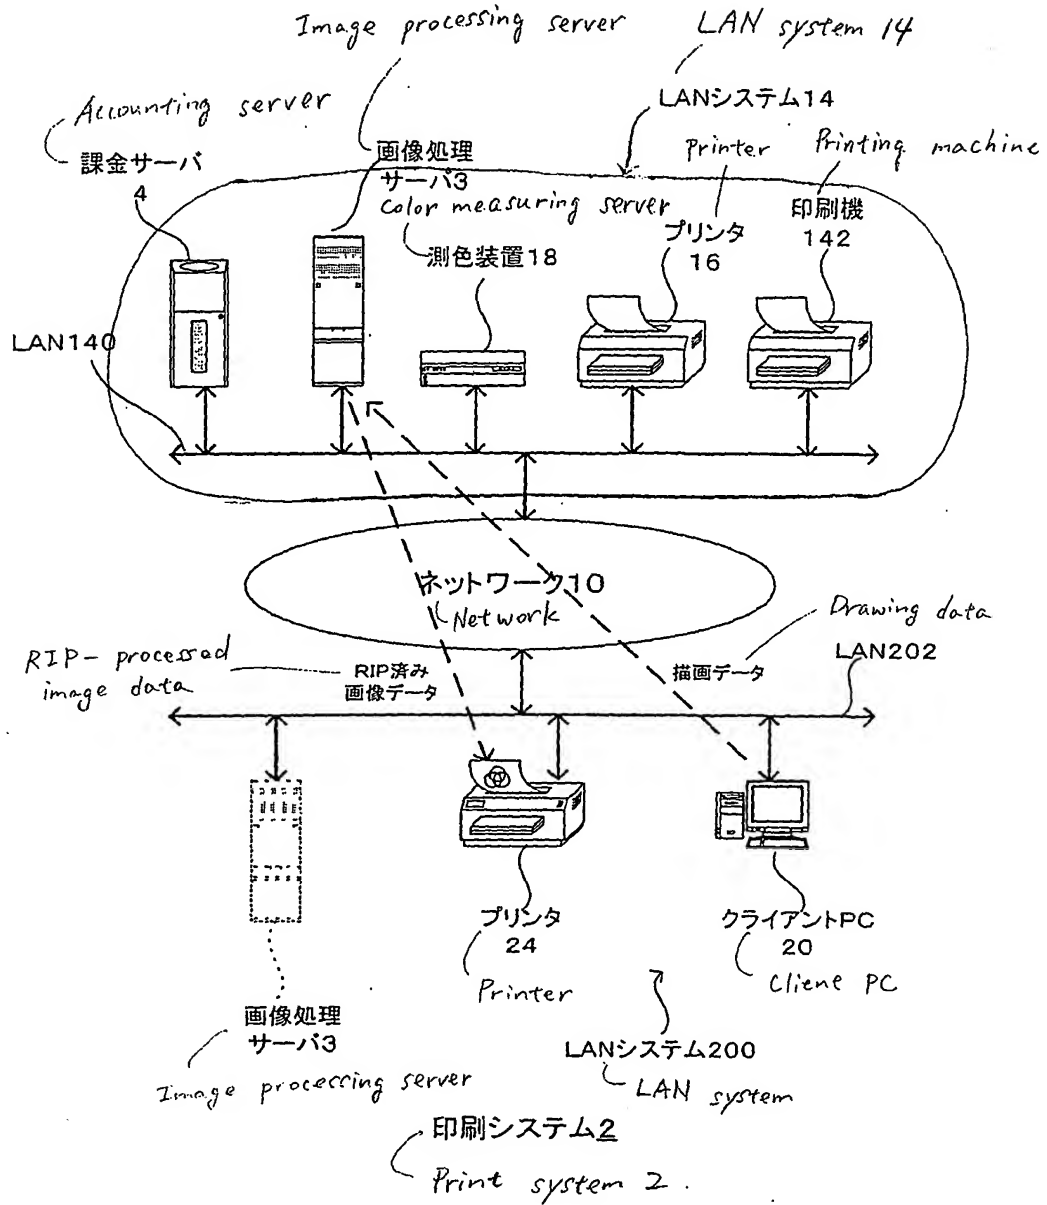 Image processing server
LAN system 14
Accounting server
LANシステム14
課金サーバ
4
画像処理
サーバ3
Printer
Printing machine
color measuring server
測色装置18
プリンタ
16
印刷機
142
LAN140
ネットワーク10
Network
Drawing data
RIP-processed
image data
RIP済み
画像データ
描画データ
LAN202
プリンタ
24
Printer
クライアントPC
20
Cliene PC
画像処理
サーバ3
Image processing server
LANシステム200
LAN system
印刷システム2
Print system 2.